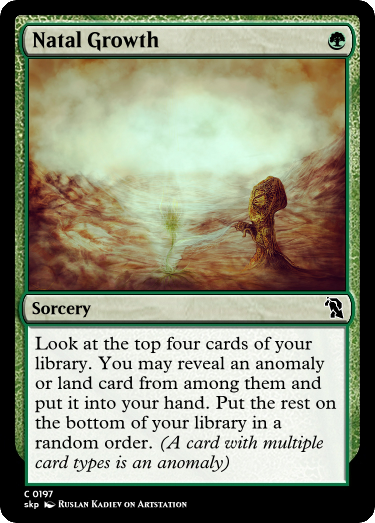 Natal Growth
Sorcery
Look at the top four cards of your
library. You may reveal an anomaly
or land card from among them and
put it into your hand. Put the rest on
the bottom of your library in a
random order. (A card with multiple
card types is an anomaly)
C 0197
skp RUSLAN KADIEV ON ARTSTATION